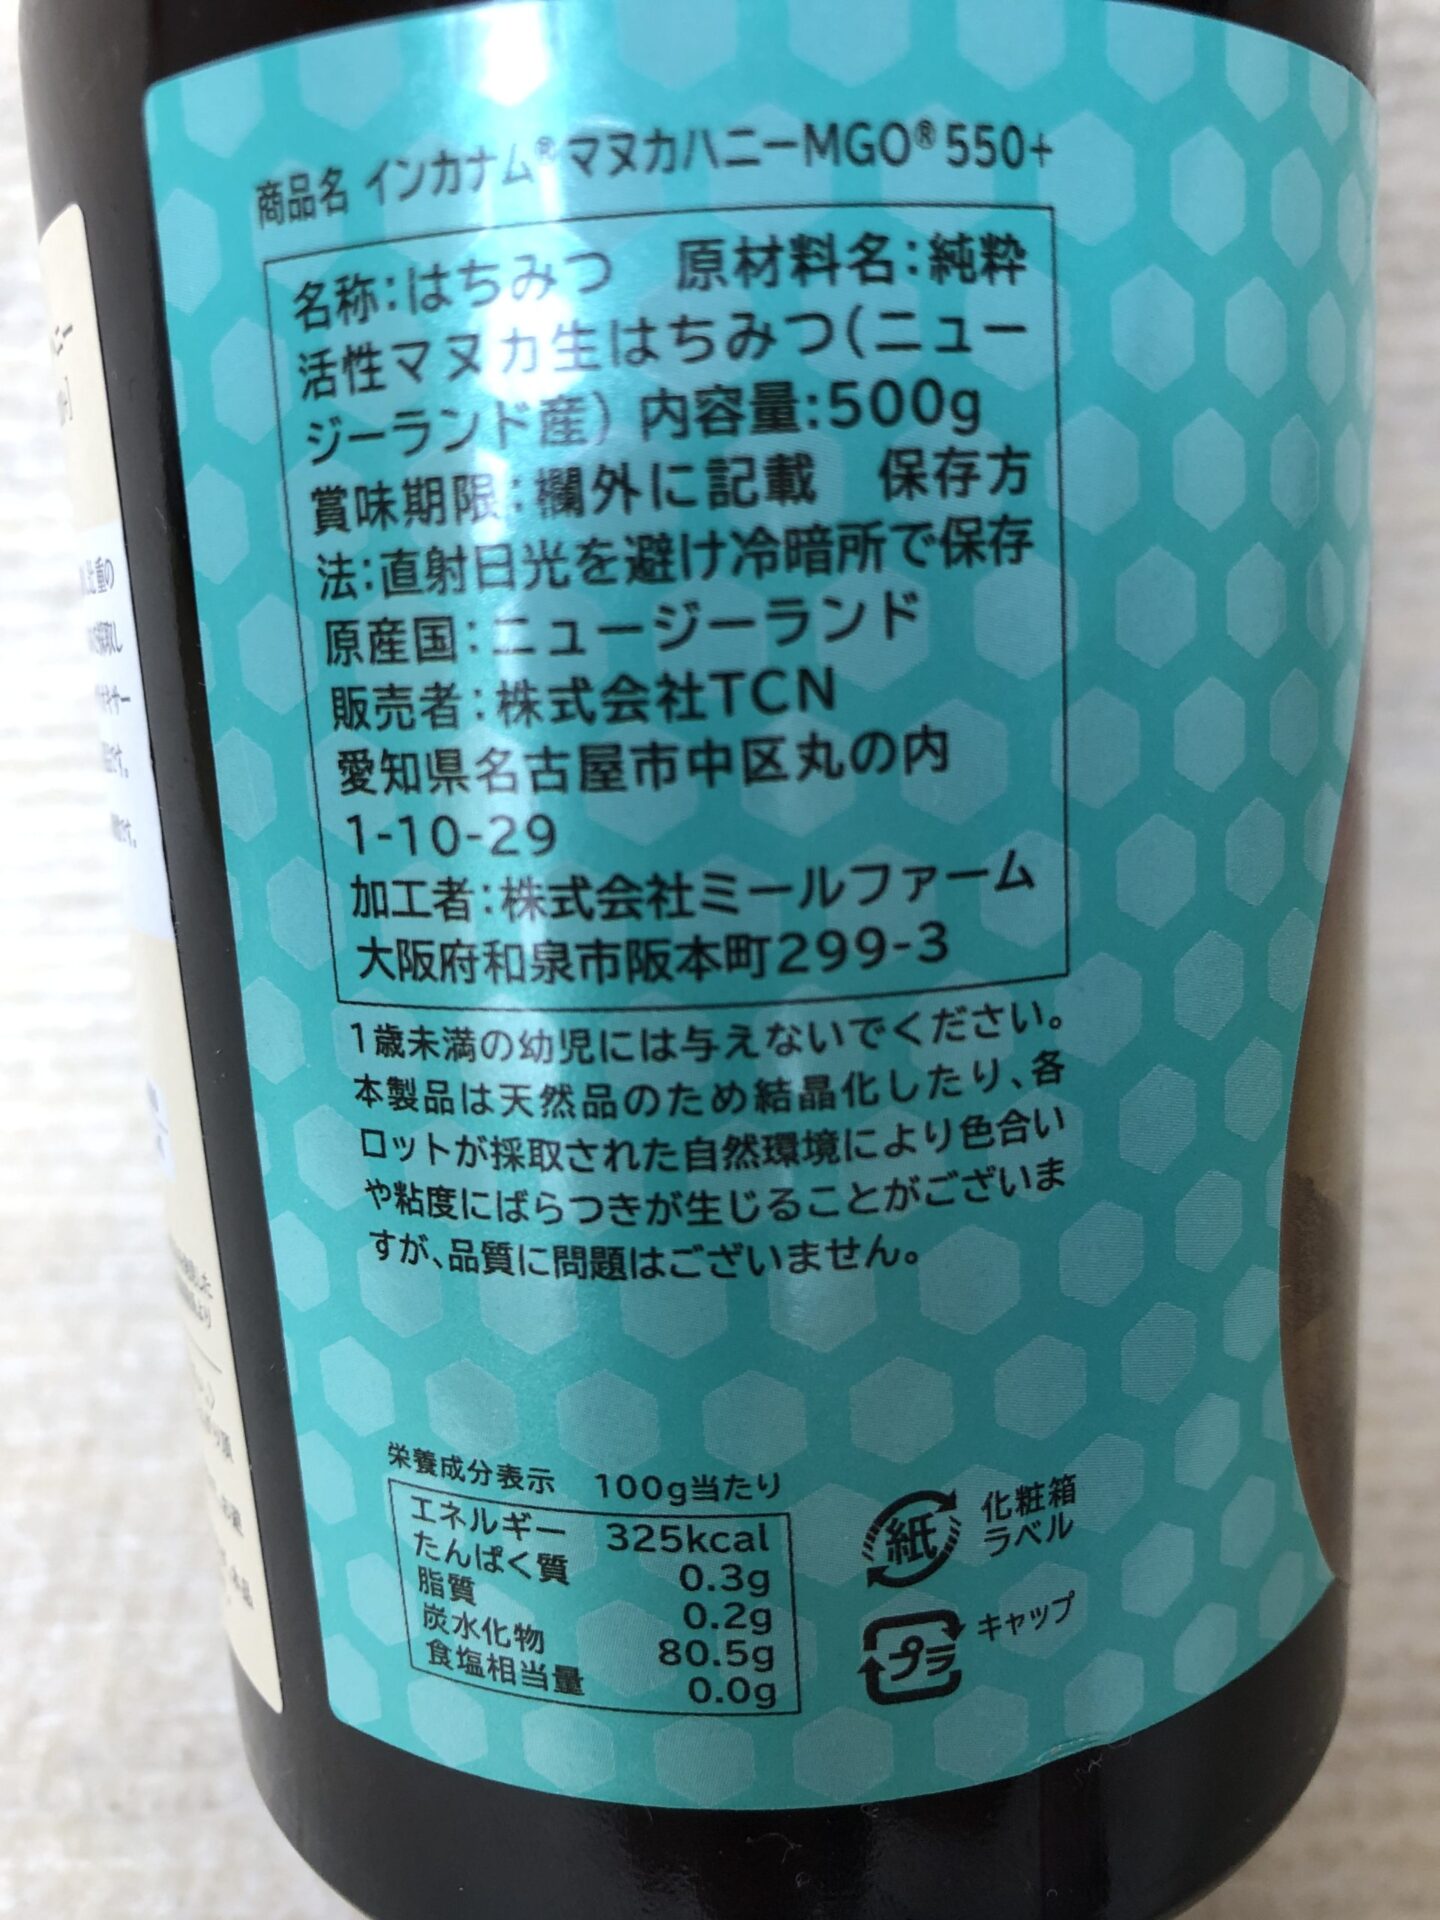 商品名 インカナム®マヌカハニーMGO®550+
名称:はちみつ 原材料名:純粋
活性マヌカ生はちみつ(ニュー
ジーランド産) 内容量:500g
賞味期限:欄外に記載 保存方
法:直射日光を避け冷暗所で保存
原産国:ニュージーランド
販売者:株式会社TCN
愛知県名古屋市中区丸の内
1-10-29
加工者:株式会社ミールファーム
大阪府和泉市阪本町299-3
1歳未満の幼児には与えないでください。
本製品は天然品のため結晶化したり、各
ロットが採取された自然環境により色合い
や粘度にばらつきが生じることがございま
すが、品質に問題はございません。
栄養成分表示 100g当たり
エネルギー 325kcal
たんぱく質 0.3g
脂質 0.2g
炭水化物 80.5g
食塩相当量 0.0g
紙 化粧箱
ラベル
プラ キャップ